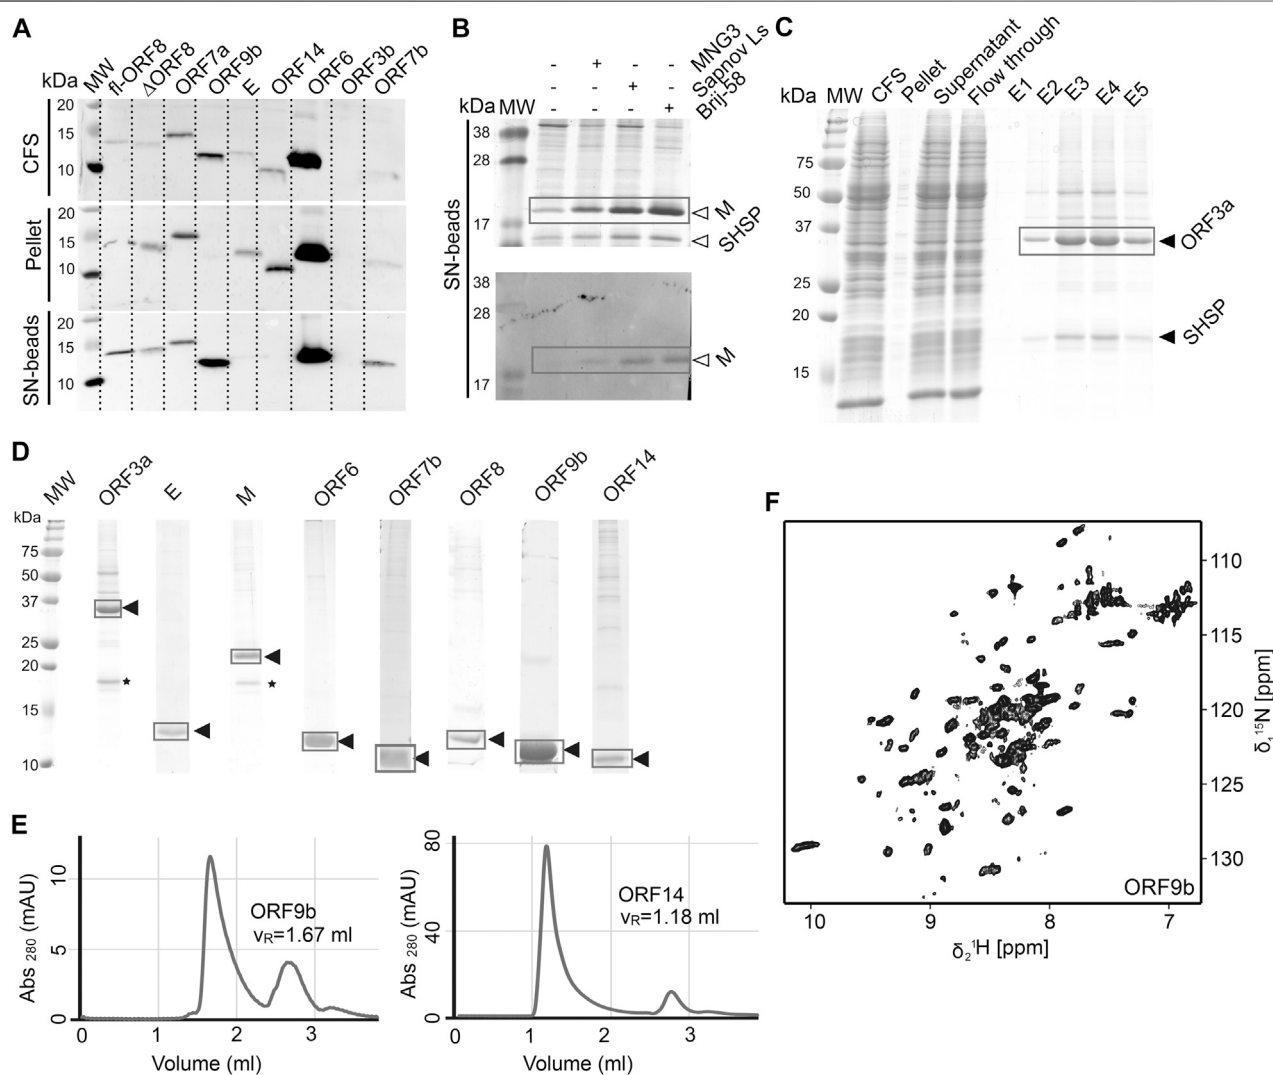 A
kDa MW fl-ORF8 ΔORF8 ORF7a ORF9b E ORF14 ORF6 ORF3b ORF7b
CFS
20
15
10
Pellet
20
15
10
SN-beads
20
15
10
B
- + - - MNG3
- - + - Sapnov Ls
- - - + Brij-58
kDa MW
SN-beads
38
28
17
M
SHSP
38
28
17
M
C
kDa MW CFS Pellet Supernatant Flow through E1 E2 E3 E4 E5
75
50
37
25
20
15
ORF3a
SHSP
D
MW ORF3a E M ORF6 ORF7b ORF8 ORF9b ORF14
kDa
75
50
37
25
20
15
10
E
Abs 280 (mAU)
10
5
0
ORF9b
vR=1.67 ml
0 1 2 3
Volume (ml)
Abs 280 (mAU)
80
40
0
ORF14
vR=1.18 ml
0 1 2 3
Volume (ml)
F
110
115
120
125
130
δ1 15N [ppm]
ORF9b
10 9 8 7
δ2 1H [ppm]